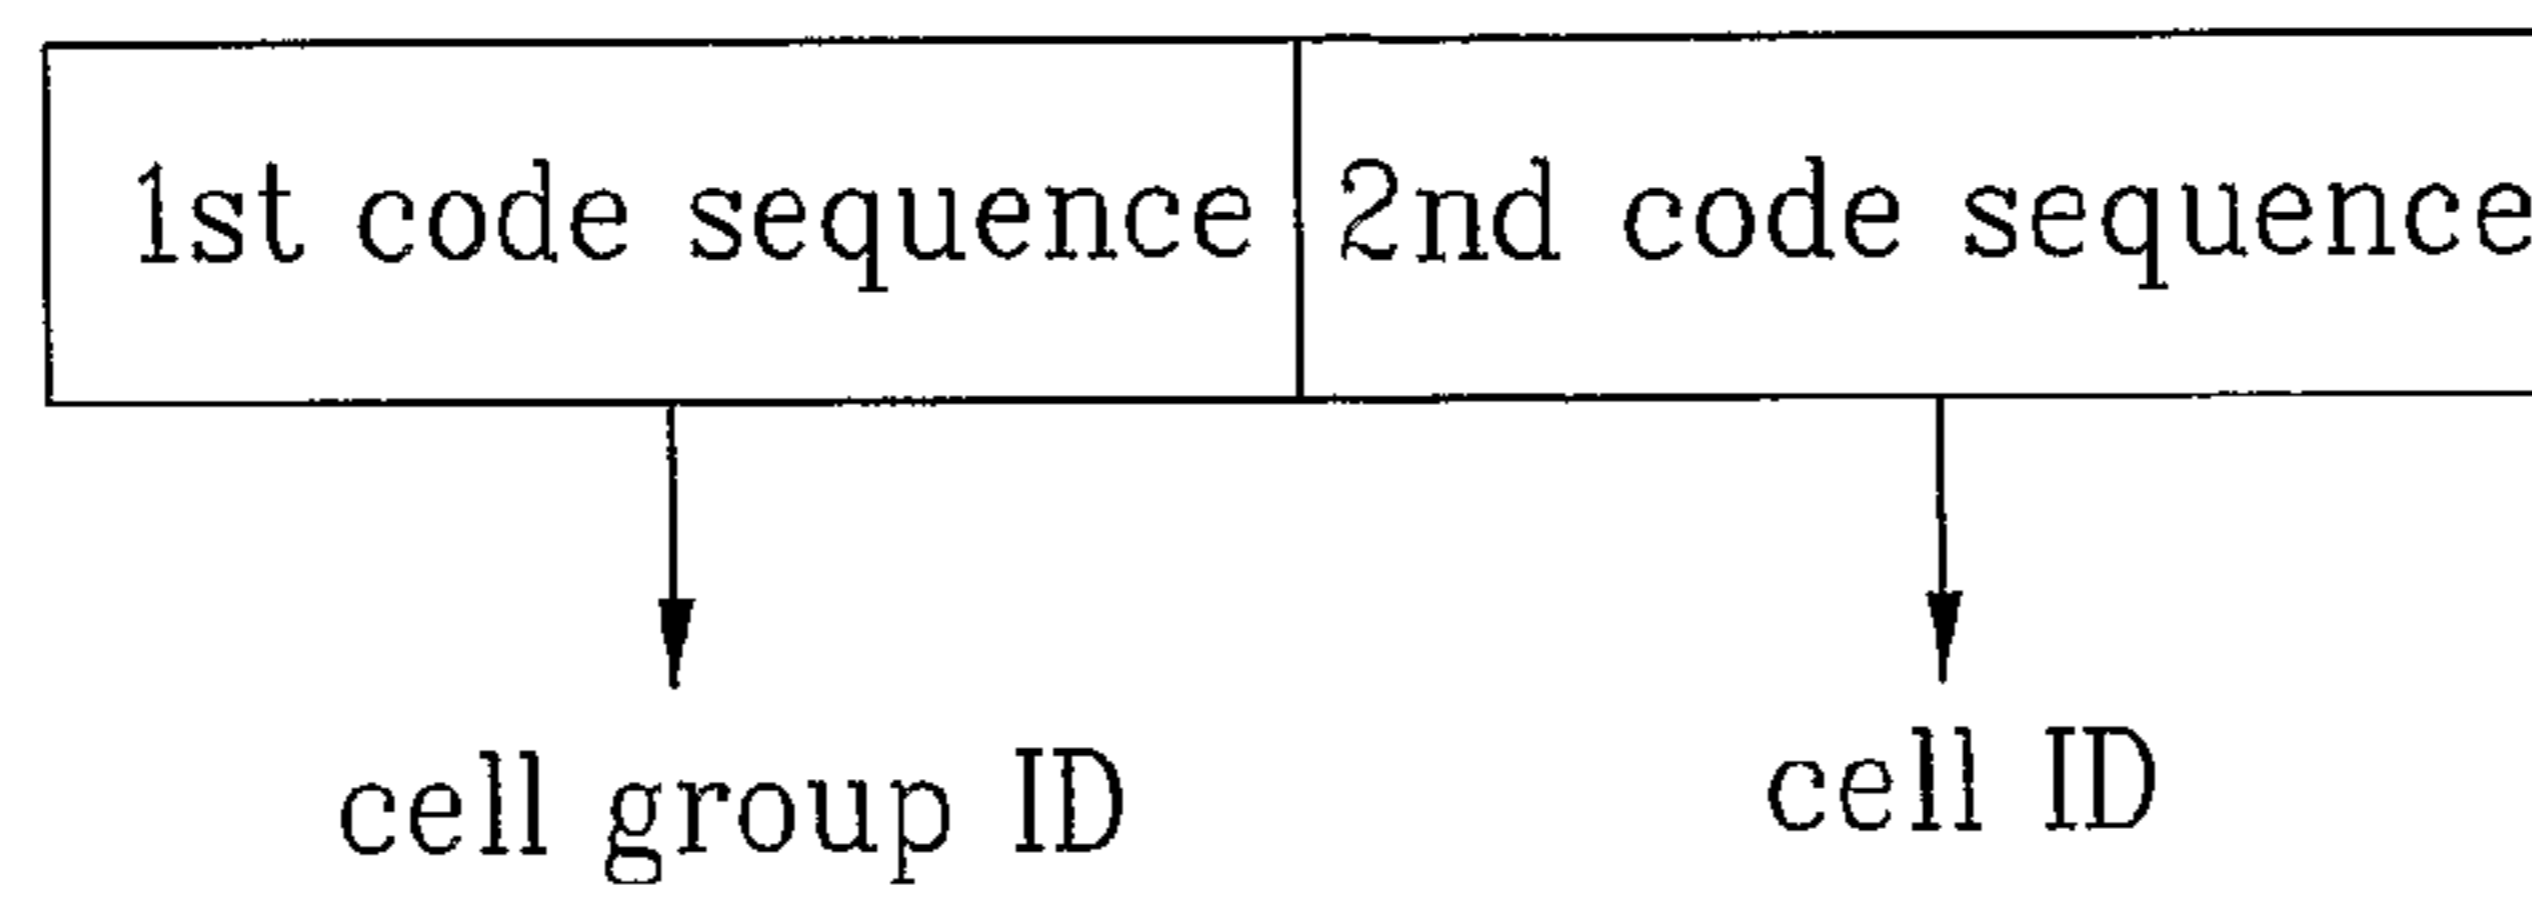 1st code sequence 2nd code sequence
cell group ID cell ID